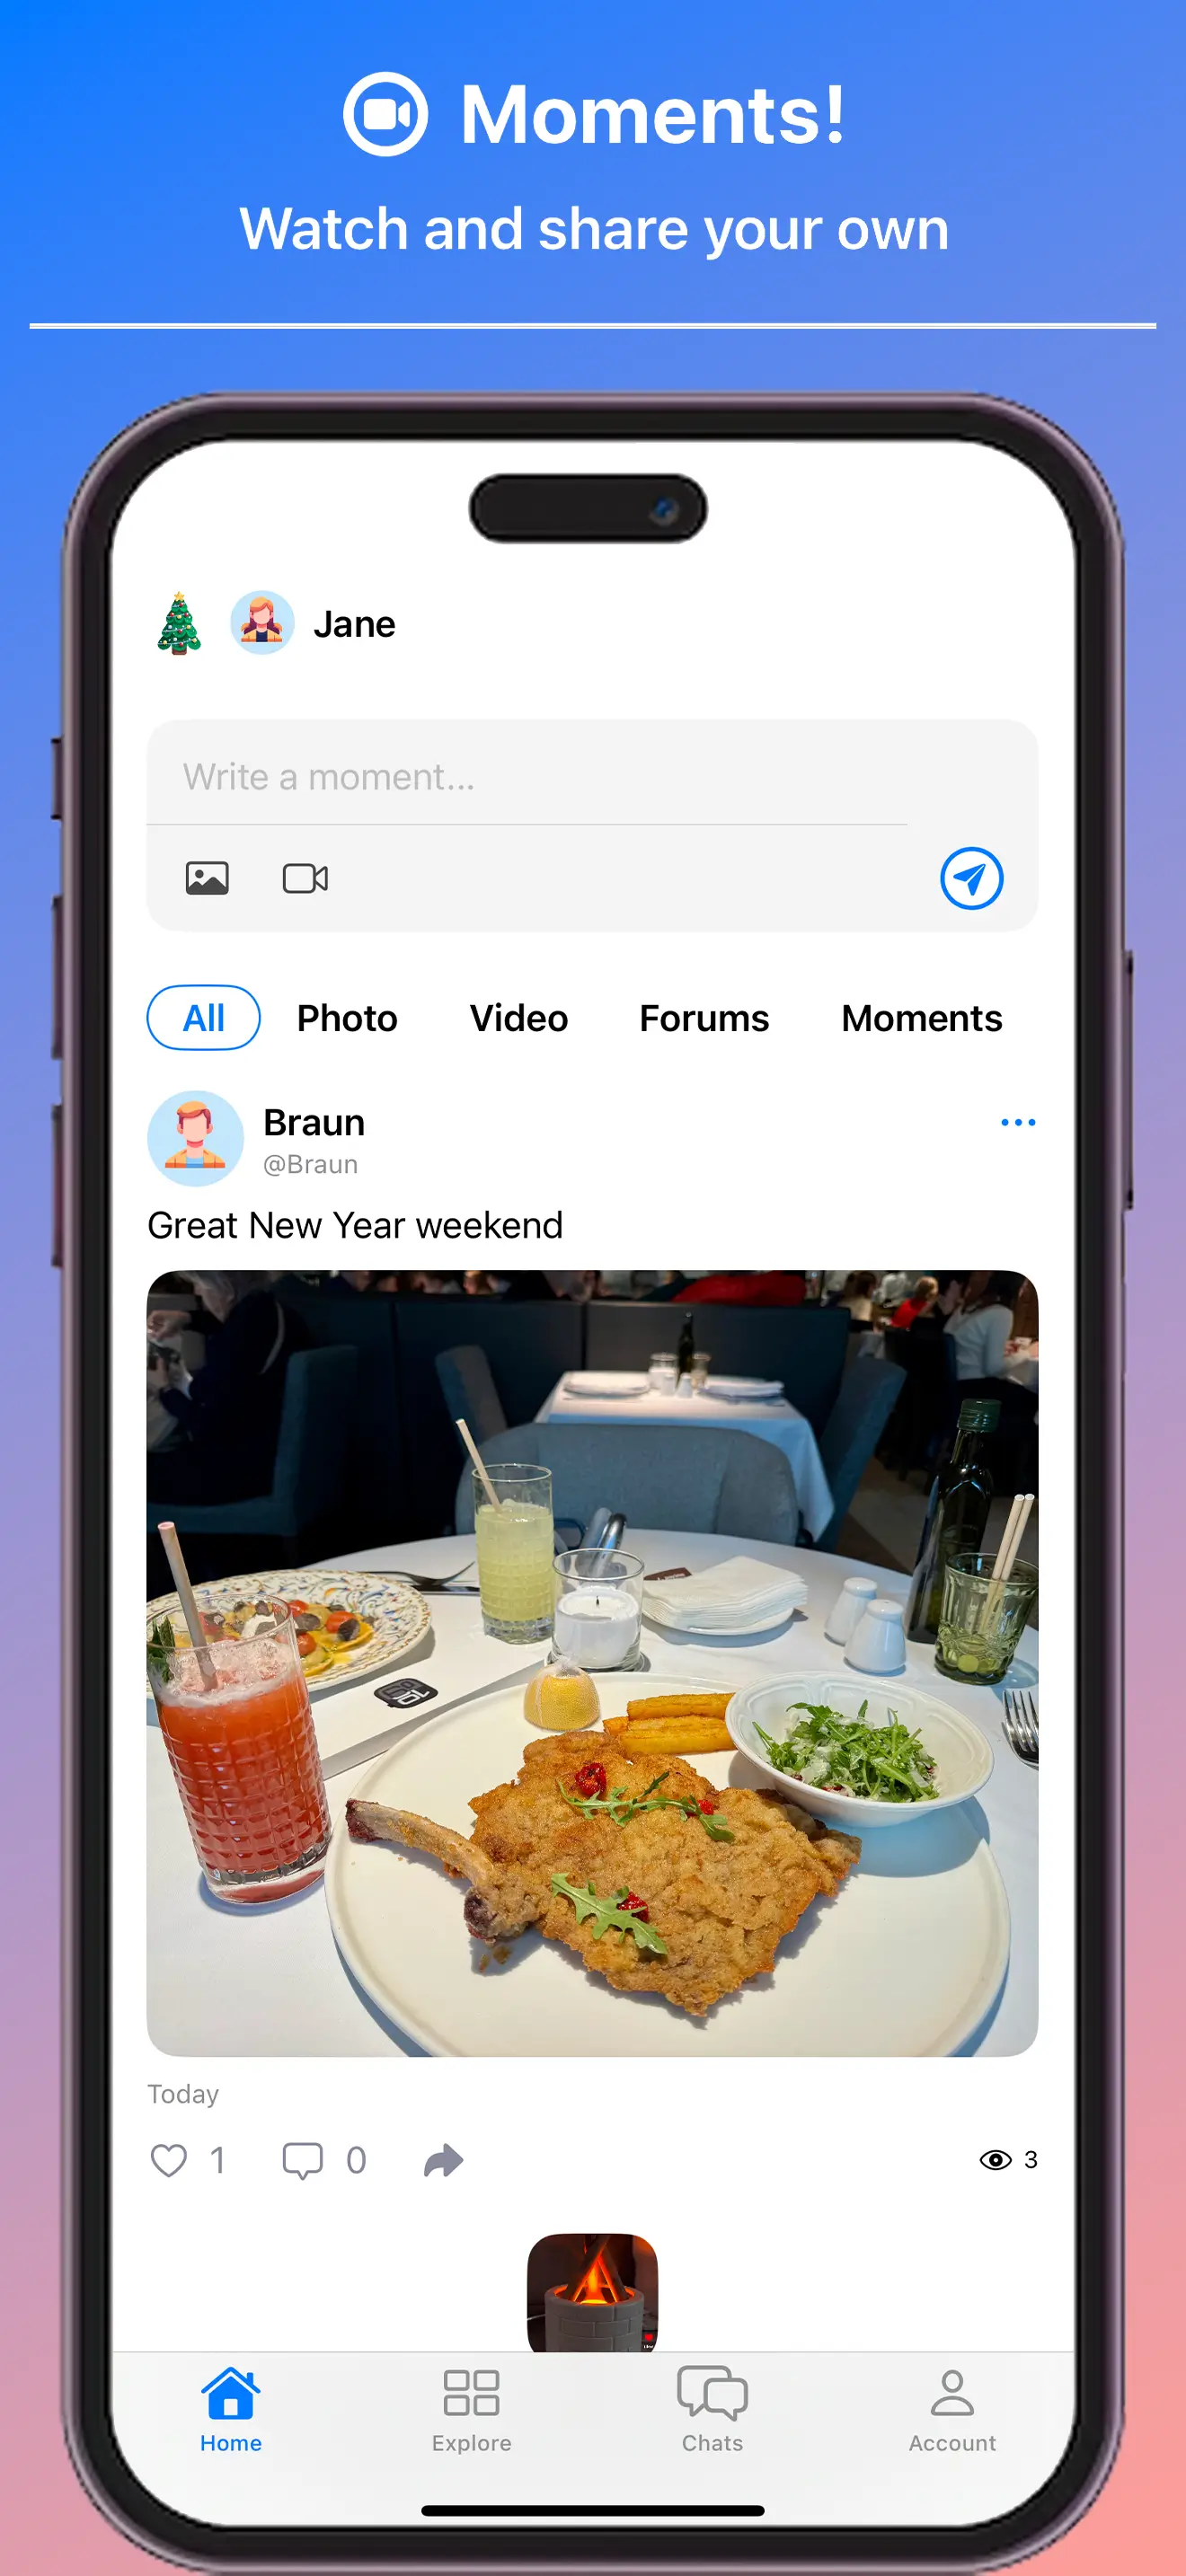 Moments!
Watch and share your own
Jane
Write a moment...
All Photo Video Forums Moments
Braun
@Braun
Great New Year weekend
Today
1 0 3
Home Explore Chats Account